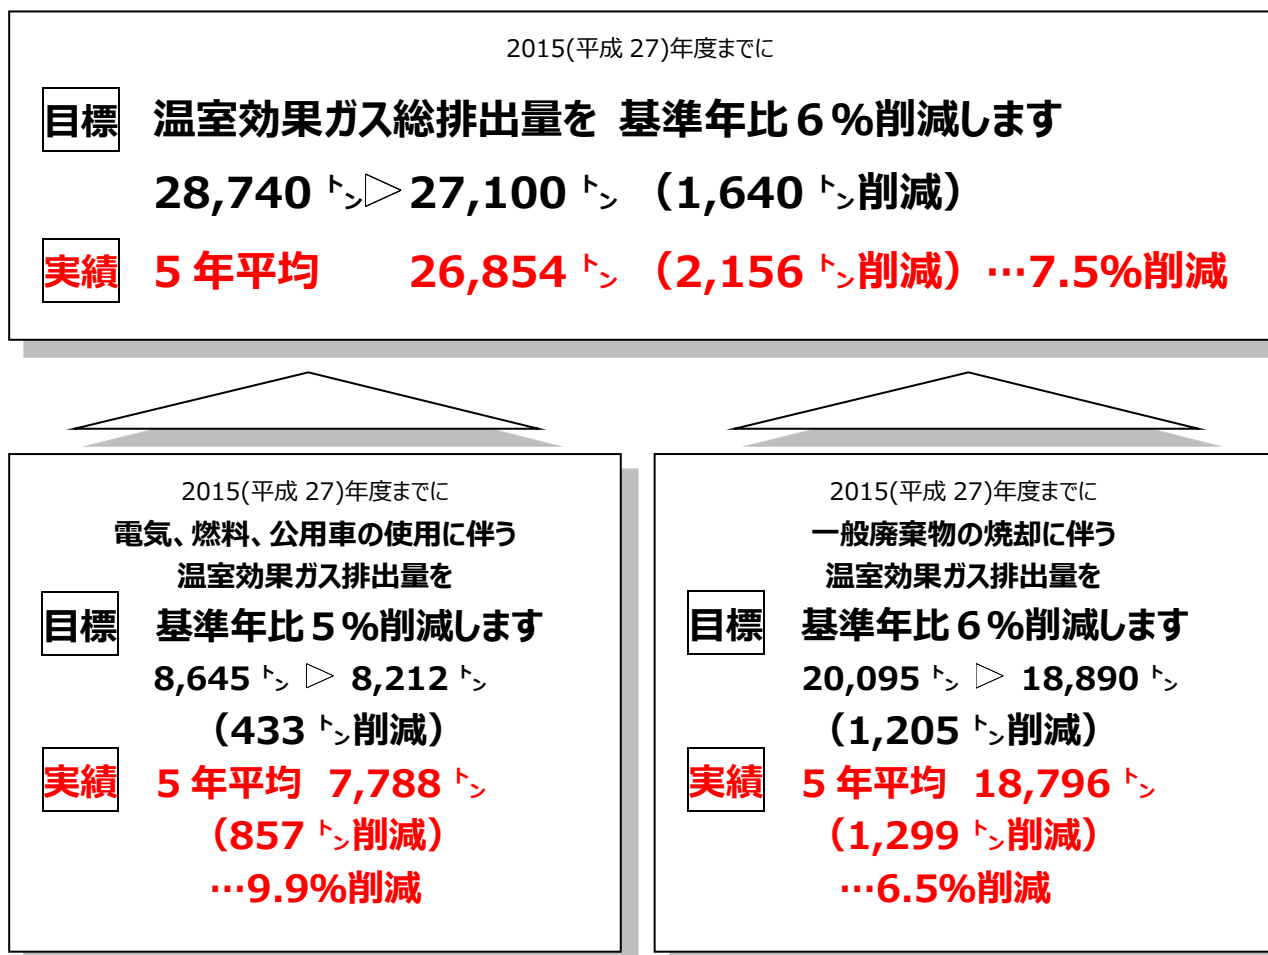 2015(平成 27)年度までに
目標 温室効果ガス総排出量を 基準年比６%削減します
28,740 トン▷27,100 トン （1,640 トン削減）
実績 ５年平均 26,854 トン （2,156 トン削減）…7.5%削減
2015(平成 27)年度までに
電気、燃料、公用車の使用に伴う
温室効果ガス排出量を
目標 基準年比５%削減します
8,645 トン ▷ 8,212 トン
（433 トン削減）
実績 ５年平均 7,788 トン
（857 トン削減）
…9.9%削減
2015(平成 27)年度までに
一般廃棄物の焼却に伴う
温室効果ガス排出量を
目標 基準年比６%削減します
20,095 トン ▷ 18,890 トン
（1,205 トン削減）
実績 ５年平均 18,796 トン
（1,299 トン削減）
…6.5%削減